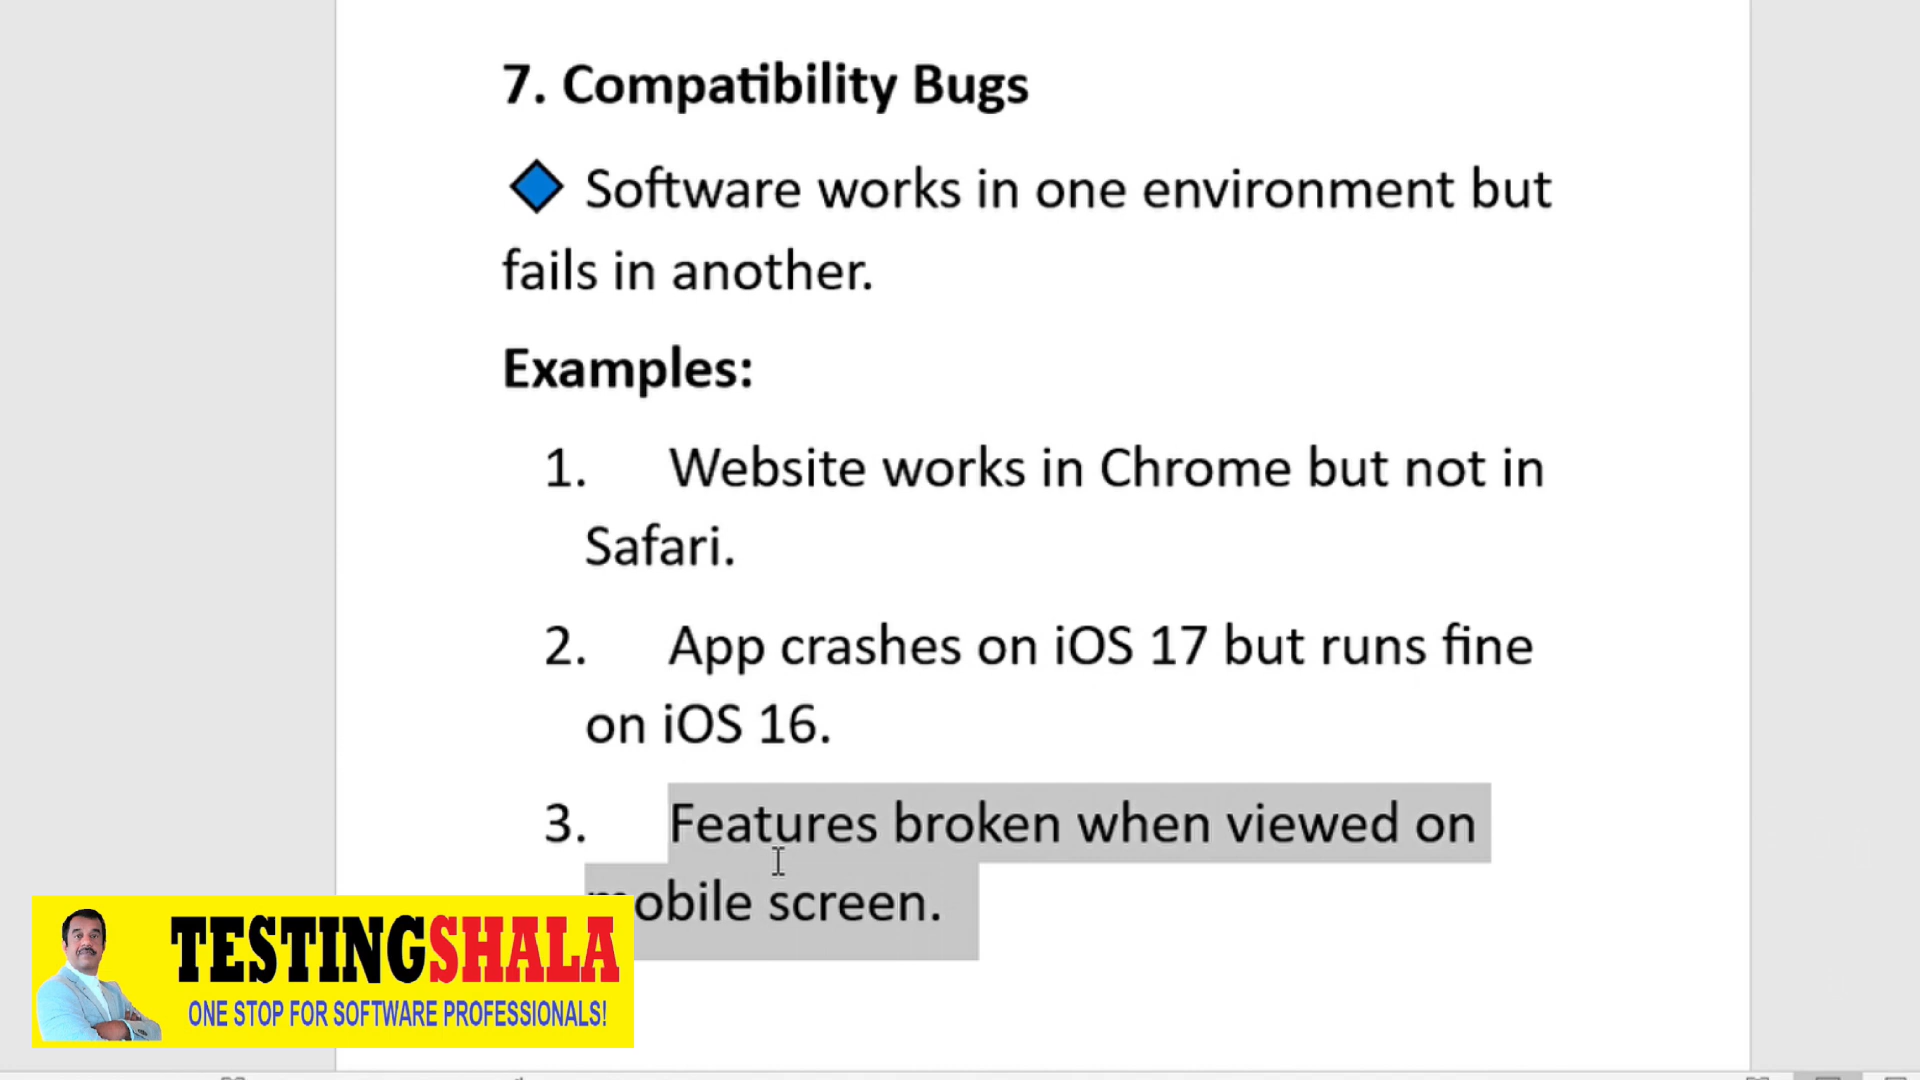 7. Compatibility Bugs
Software works in one environment but
fails in another.
Examples:
1. Website works in Chrome but not in
Safari.
2. App crashes on iOS 17 but runs fine
on iOS 16.
3. Features broken when viewed on
mobile screen.
TESTINGSHALA
ONE STOP FOR SOFTWARE PROFESSIONALS!